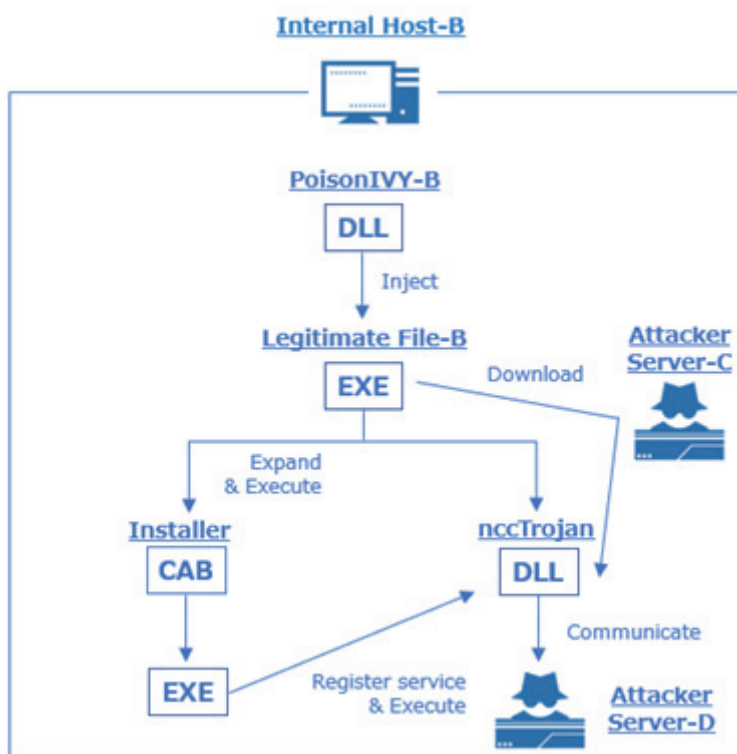 Internal Host-B
PoisonIVY-B
DLL
Inject
Legitimate File-B
EXE
Download
Attacker
Server-C
Expand
& Execute
Installer
CAB
nccTrojan
DLL
Communicate
EXE
Register service
& Execute
Attacker
Server-D